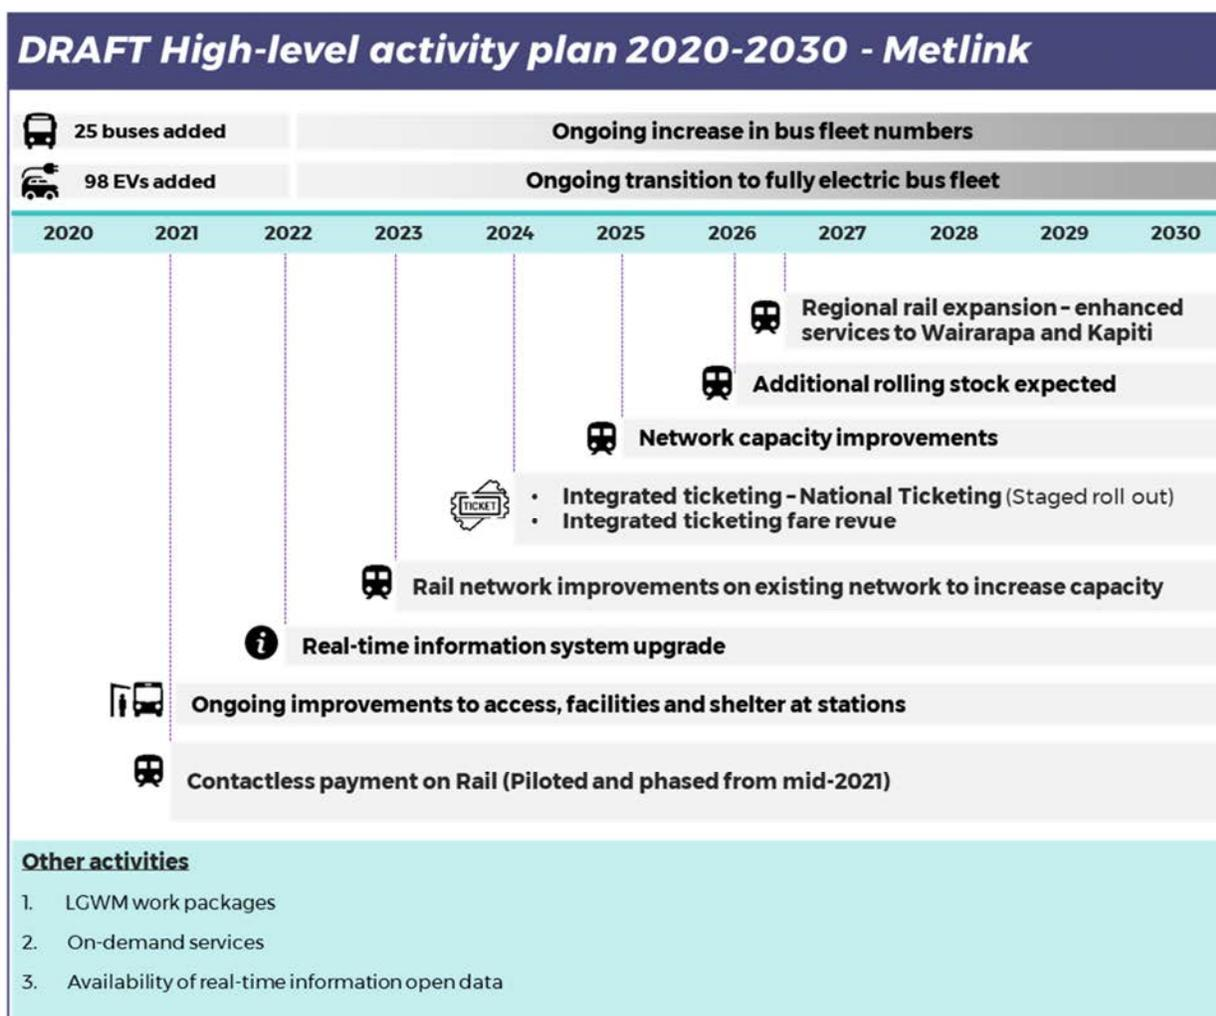 DRAFT High-level activity plan 2020-2030 - Metlink
25 buses added
Ongoing increase in bus fleet numbers
98 EVs added
Ongoing transition to fully electric bus fleet
2020 2021 2022 2023 2024 2025 2026 2027 2028 2029 2030
Regional rail expansion – enhanced
services to Wairarapa and Kapiti
Additional rolling stock expected
Network capacity improvements
TICKET
• Integrated ticketing – National Ticketing (Staged roll out)
• Integrated ticketing fare revue
Rail network improvements on existing network to increase capacity
i
Real-time information system upgrade
Ongoing improvements to access, facilities and shelter at stations
Contactless payment on Rail (Piloted and phased from mid-2021)
Other activities
1. LGWM work packages
2. On-demand services
3. Availability of real-time information open data